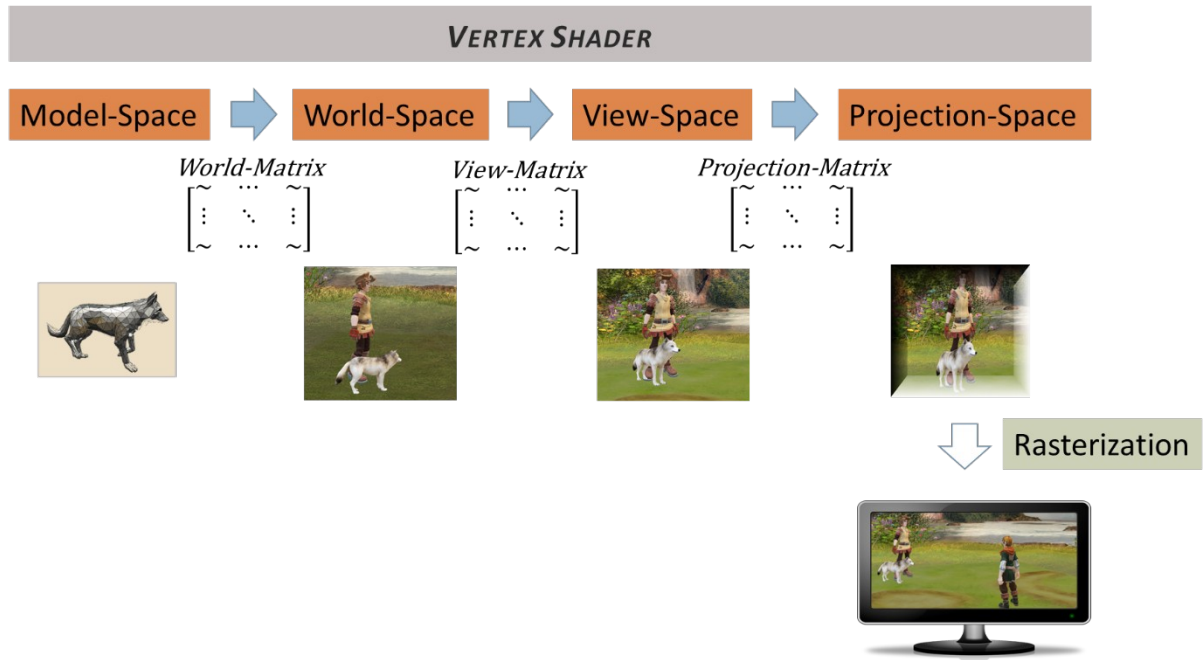 VERTEX SHADER
Model-Space
World-Space
View-Space
Projection-Space
World-Matrix
[~ ⋯ ~
⋮ ⋱ ⋮
~ ⋯ ~]
View-Matrix
[~ ⋯ ~
⋮ ⋱ ⋮
~ ⋯ ~]
Projection-Matrix
[~ ⋯ ~
⋮ ⋱ ⋮
~ ⋯ ~]
Rasterization